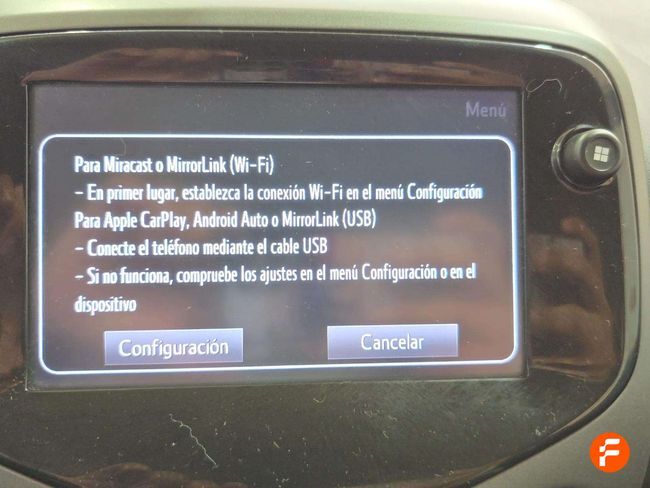 Menú
Para Miracast o MirrorLink (Wi-Fi)
- En primer lugar, establezca la conexión Wi-Fi en el menú Configuración
Para Apple CarPlay, Android Auto o MirrorLink (USB)
- Conecte el teléfono mediante el cable USB
- Si no funciona, compruebe los ajustes en el menú Configuración o en el
dispositivo
Configuración
Cancelar